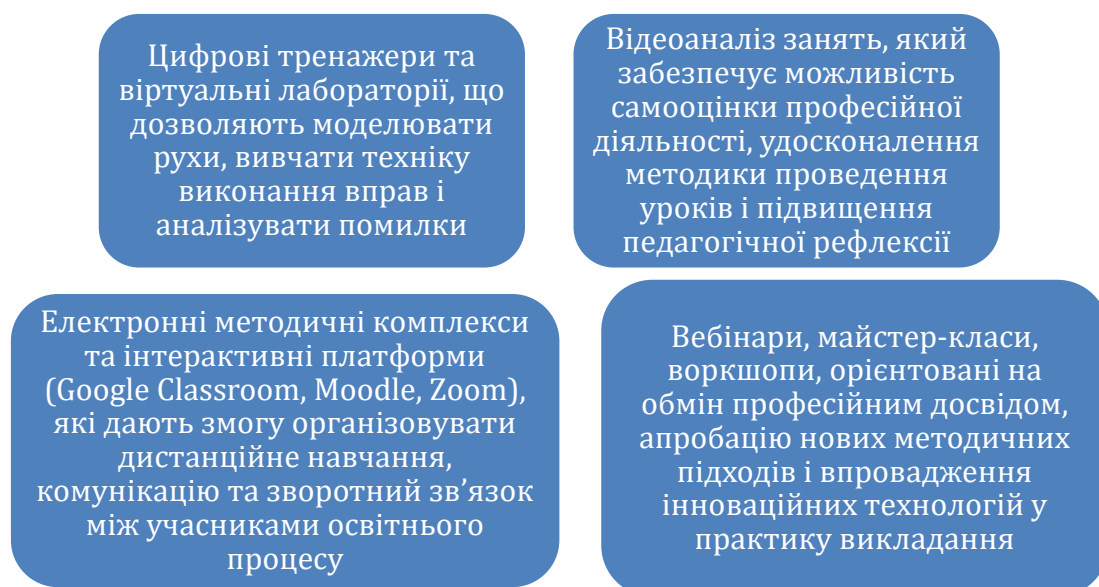 Цифрові тренажери та
віртуальні лабораторії, що
дозволяють моделювати
рухи, вивчати техніку
виконання вправ і
аналізувати помилки
Відеоаналіз занять, який
забезпечує можливість
самооцінки професійної
діяльності, удосконалення
методики проведення
уроків і підвищення
педагогічної рефлексії
Електронні методичні комплекси
та інтерактивні платформи
(Google Classroom, Moodle, Zoom),
які дають змогу організовувати
дистанційне навчання,
комунікацію та зворотний зв’язок
між учасниками освітнього
процесу
Вебінари, майстер-класи,
воркшопи, орієнтовані на
обмін професійним досвідом,
апробацію нових методичних
підходів і впровадження
інноваційних технологій у
практику викладання